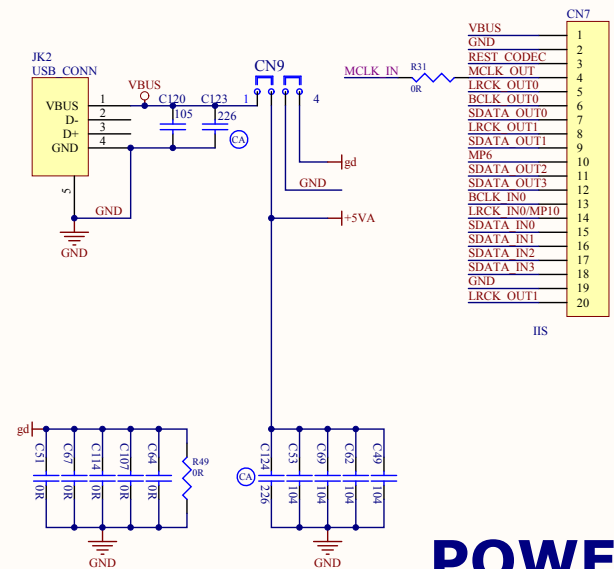 JK2
USB CONN
VBUS 1
D- 2
D+ 3
GND 4
5
GND
GND
VBUS
C120
105
C123
226
CA
CN9
1
4
gd
GND
+5VA
MCLK_IN
R31
0R
CN7
VBUS 1
GND 2
REST_CODEC 3
MCLK_OUT 4
LRCK_OUT0 5
BCLK_OUT0 6
SDATA_OUT0 7
LRCK_OUT1 8
SDATA_OUT1 9
MP6 10
SDATA_OUT2 11
SDATA_OUT3 12
BCLK_IN0 13
LRCK_IN0/MP10 14
SDATA_IN0 15
SDATA_IN1 16
SDATA_IN2 17
SDATA_IN3 18
GND 19
LRCK_OUT1 20
IIS
gd
C51 0R
C67 0R
C114 0R
C107 0R
C64 0R
R49
0R
GND
CA
C124 226
C53 104
C69 104
C62 104
C49 104
GND
POWE